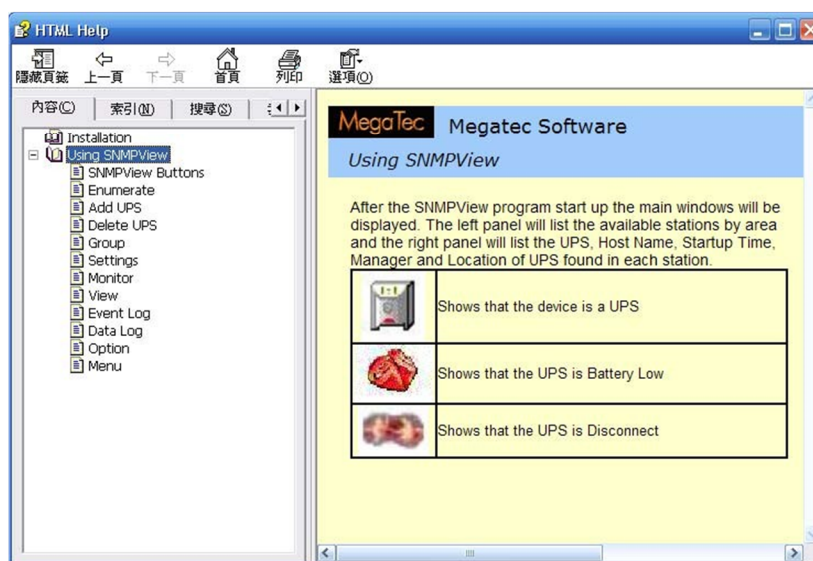 HTML Help
隱藏頁籤 上一頁 下一頁 首頁 列印 選項(O)
內容(C) 索引(N) 搜尋(S)
Installation
Using SNMPView
SNMPView Buttons
Enumerate
Add UPS
Delete UPS
Group
Settings
Monitor
View
Event Log
Data Log
Option
Menu
MegaTec Megatec Software
Using SNMPView
After the SNMPView program start up the main windows will be
displayed. The left panel will list the available stations by area
and the right panel will list the UPS, Host Name, Startup Time,
Manager and Location of UPS found in each station.
Shows that the device is a UPS
Shows that the UPS is Battery Low
Shows that the UPS is Disconnect